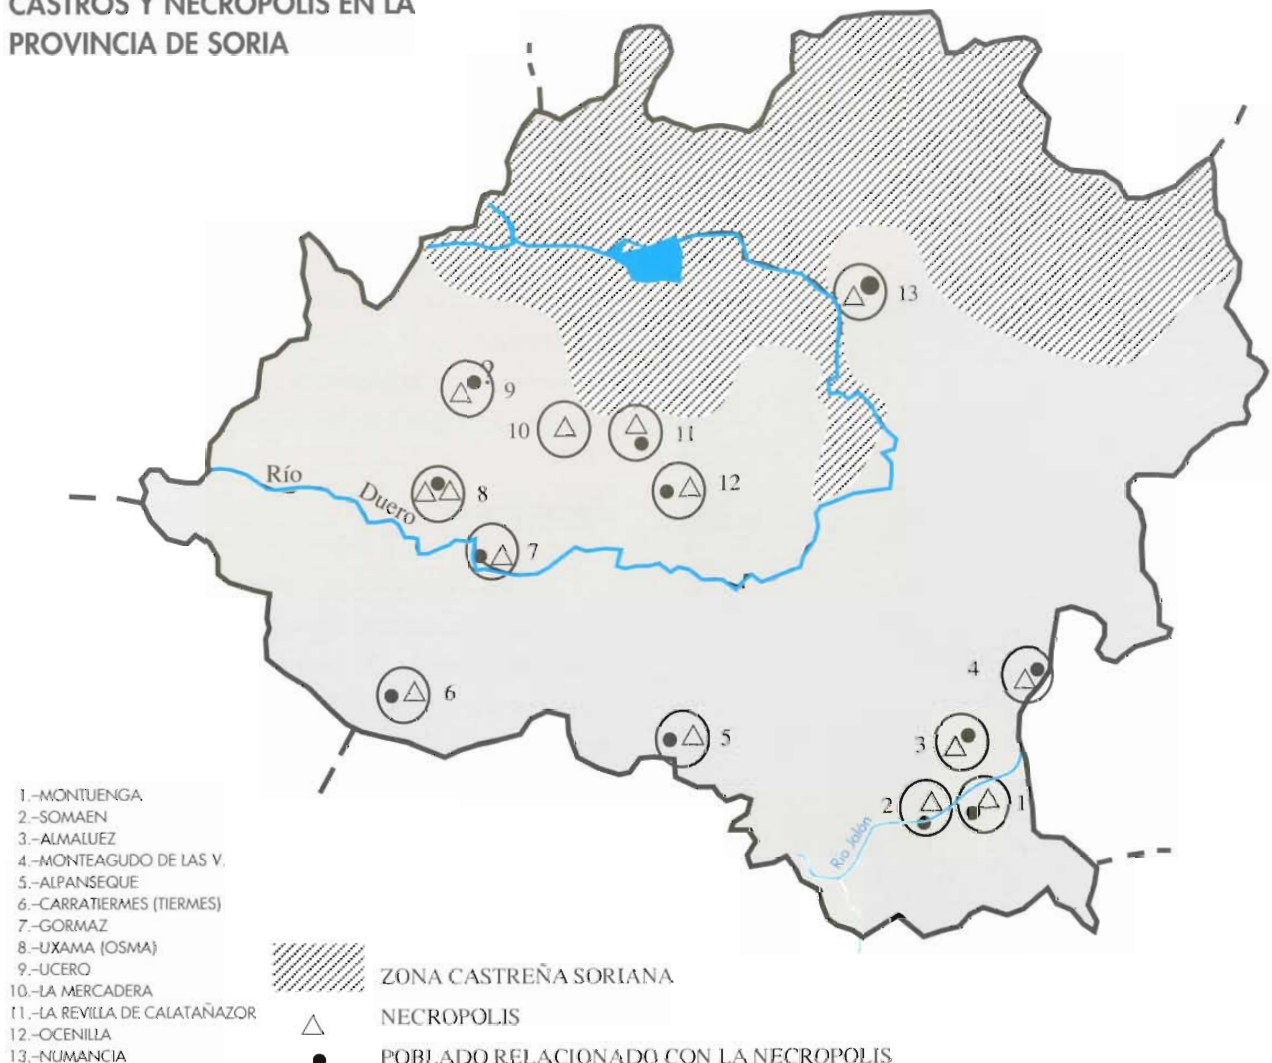 CASTROS Y NECROPOLIS EN LA
PROVINCIA DE SORIA
13
?
9
10
11
12
Río
Duero
8
7
4
6
5
3
2
1
Río Jalón
1.-MONTUENGA
2.-SOMAEN
3.-ALMALUEZ
4.-MONTEAGUDO DE LAS V.
5.-ALPANSEQUE
6.-CARRATIERMES (TIERMES)
7.-GORMAZ
8.-UXAMA (OSMA)
9.-UCERO
10.-LA MERCADERA
11.-LA REVILLA DE CALATAÑAZOR
12.-OCENILLA
13.-NUMANCIA
ZONA CASTREÑA SORIANA
NECROPOLIS
POBLADO RELACIONADO CON LA NECROPOLIS